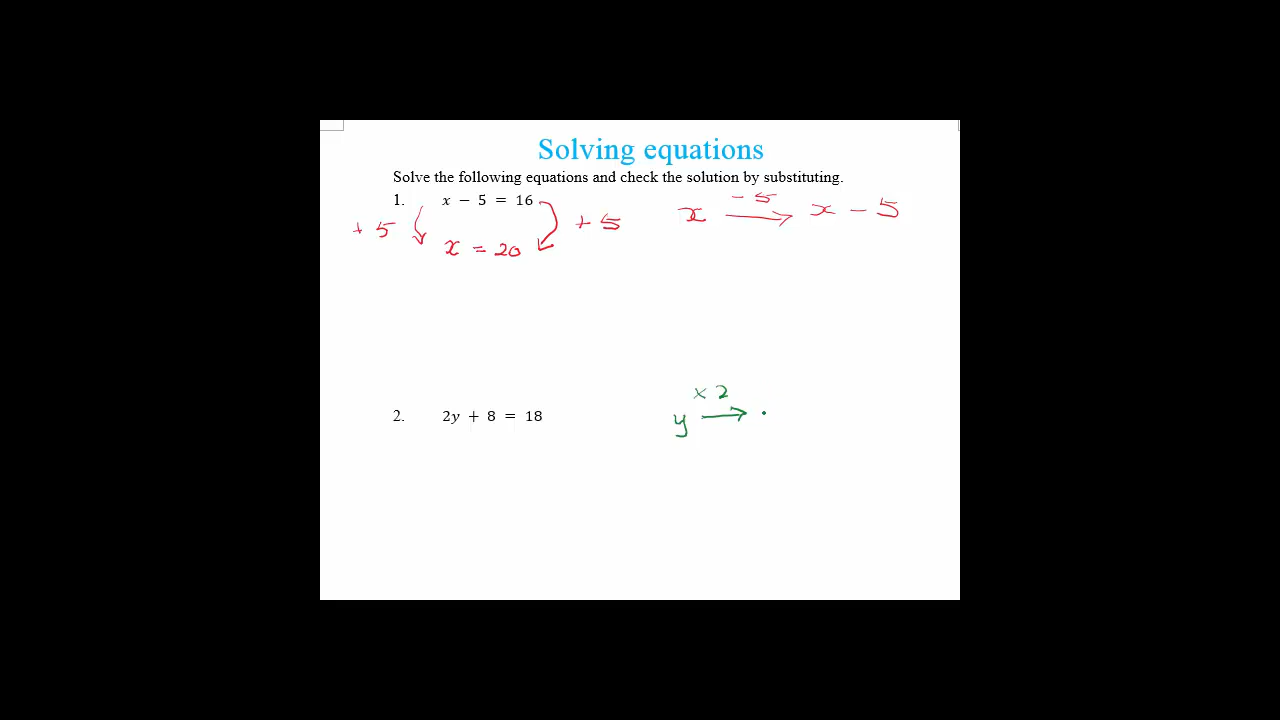 Solving equations
Solve the following equations and check the solution by substituting.
1. x − 5 = 16
+ 5
+ 5
x = 20
− 5
x ⟶ x − 5
× 2
2. 2y + 8 = 18
y ⟶